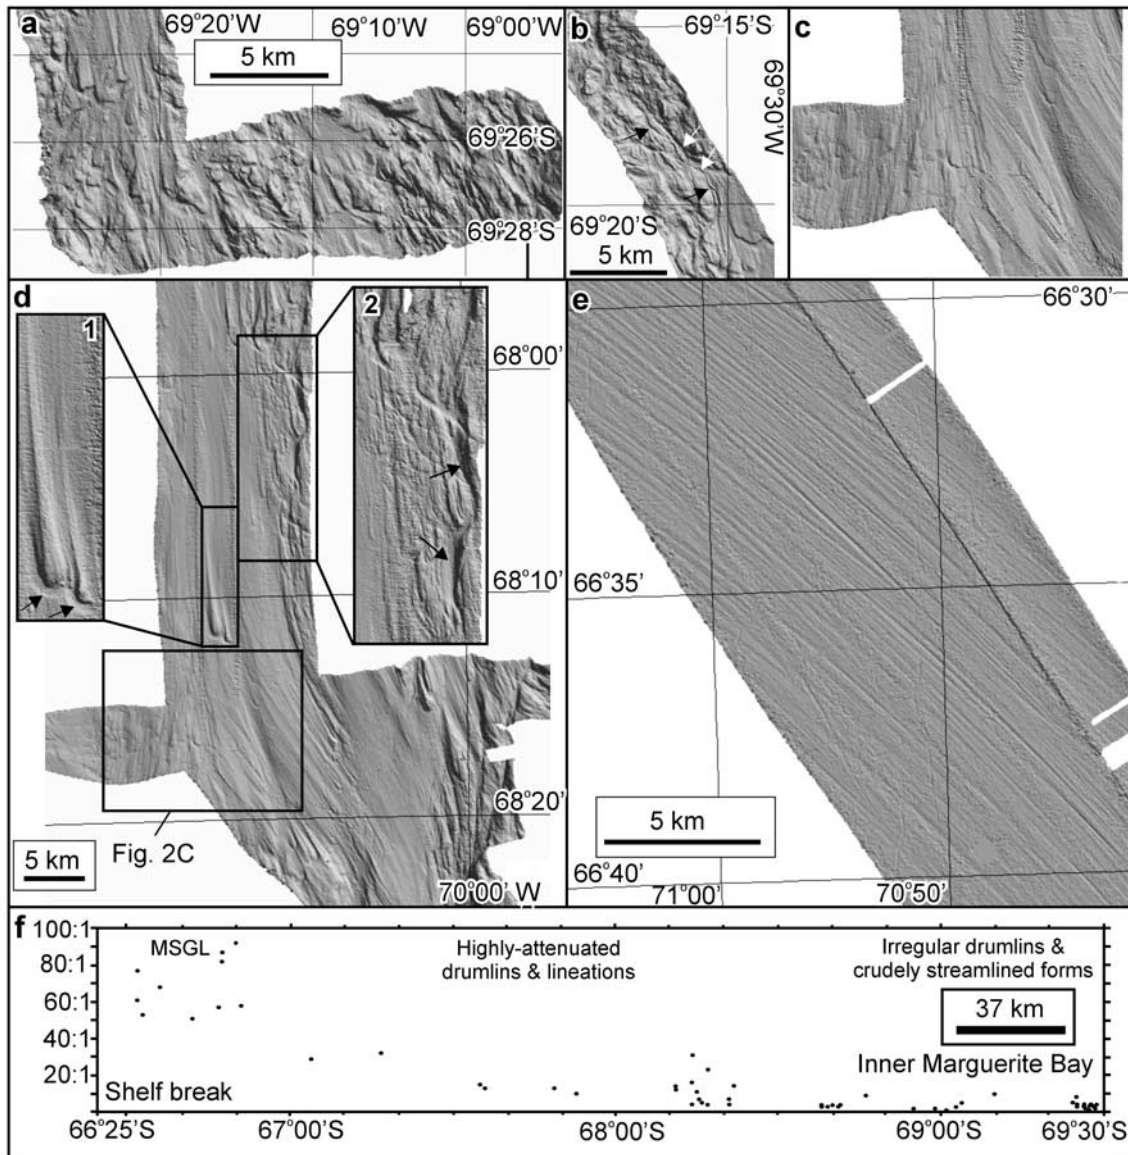 a
69°20'W
69°10'W
69°00'W
5 km
69°26'S
69°28'S
b
69°15'S
69°30'W
69°20'S
5 km
c
d
1
2
68°00'
68°10'
68°20'
Fig. 2C
5 km
70°00' W
e
66°30'
66°35'
5 km
66°40'
71°00'
70°50'
f
100:1
80:1
60:1
40:1
20:1
MSGL
Highly-attenuated
drumlins & lineations
Irregular drumlins &
crudely streamlined forms
37 km
Shelf break
Inner Marguerite Bay
66°25'S
67°00'S
68°00'S
69°00'S
69°30'S